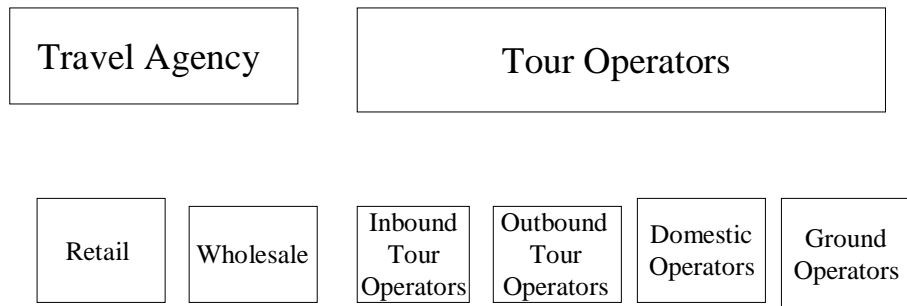 Travel Agency
Tour Operators
Retail
Wholesale
Inbound
Tour
Operators
Outbound
Tour
Operators
Domestic
Operators
Ground
Operators